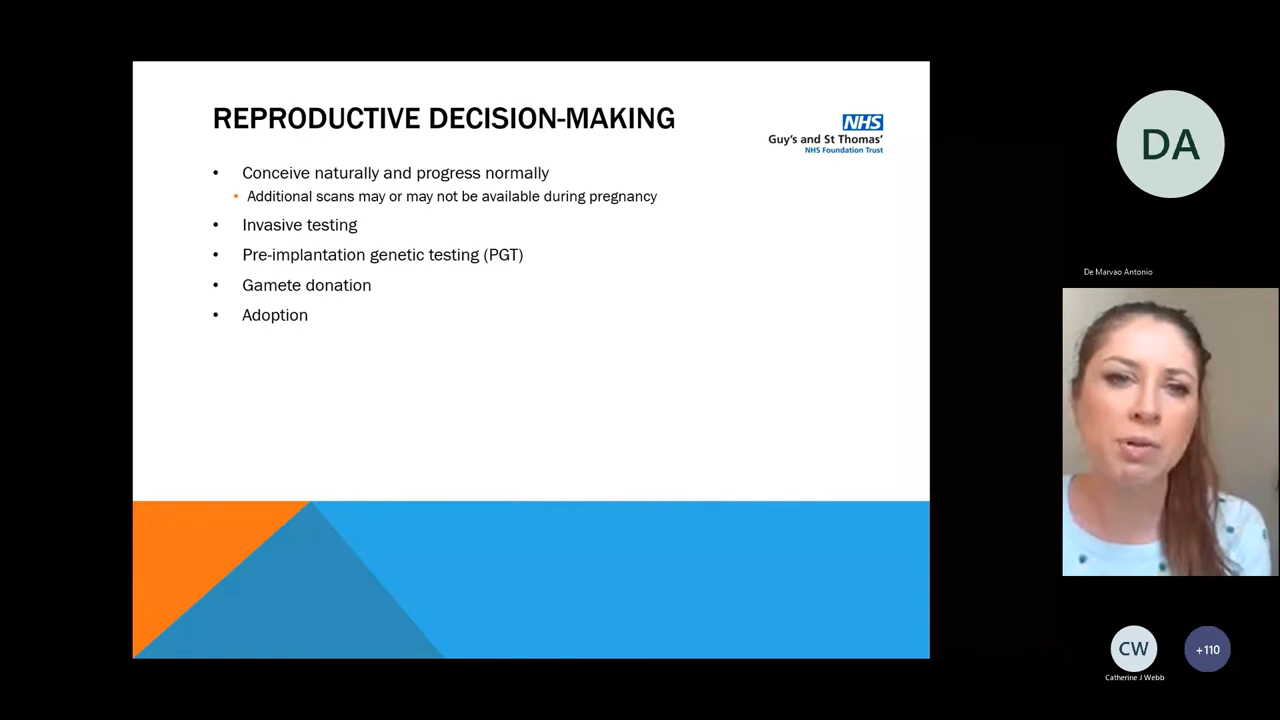 REPRODUCTIVE DECISION-MAKING
NHS
Guy's and St Thomas'
NHS Foundation Trust
• Conceive naturally and progress normally
• Additional scans may or may not be available during pregnancy
• Invasive testing
• Pre-implantation genetic testing (PGT)
• Gamete donation
• Adoption
DA
De Marvao Antonio
CW
+110
Catherine J Webb